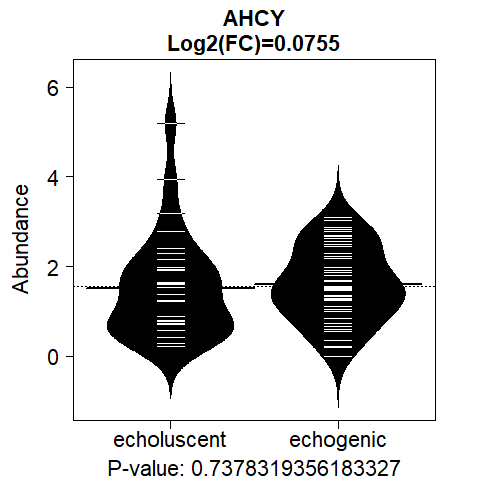 AHCY
Log2(FC)=0.0755
6
4
2
0
Abundance
echoluscent echogenic
P-value: 0.7378319356183327